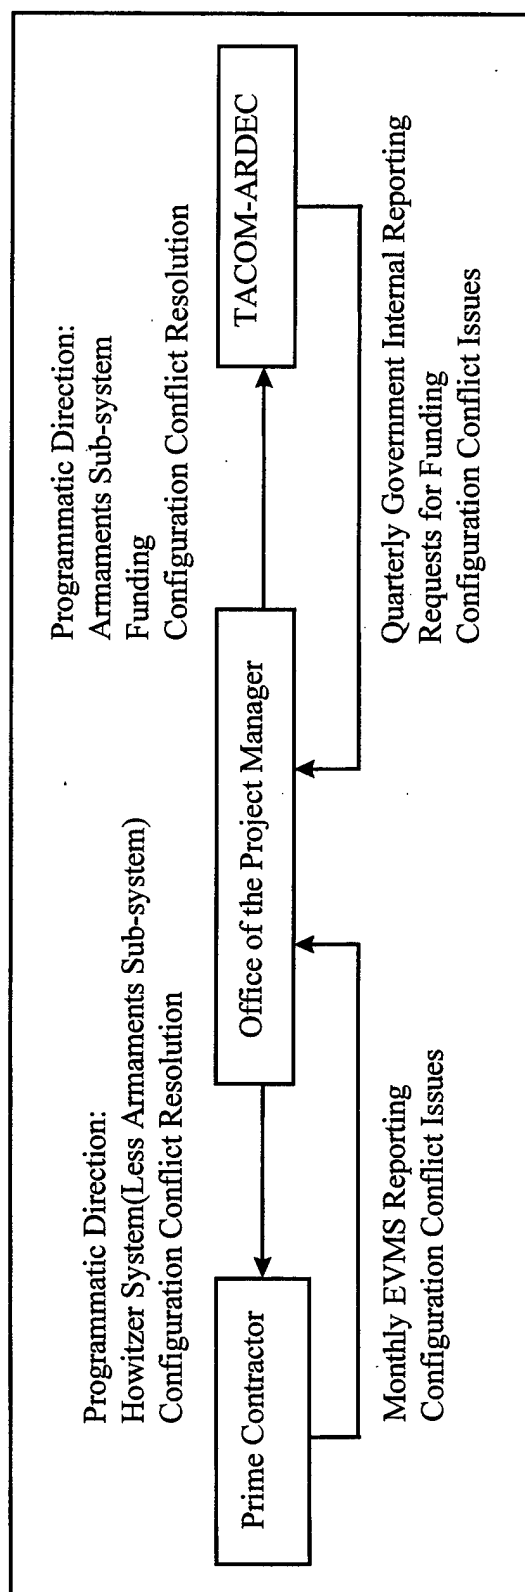 Programmatic Direction:
Howitzer System(Less Armaments Sub-system)
Configuration Conflict Resolution
Programmatic Direction:
Armaments Sub-system
Funding
Configuration Conflict Resolution
Prime Contractor
Office of the Project Manager
TACOM-ARDEC
Monthly EVMS Reporting
Configuration Conflict Issues
Quarterly Government Internal Reporting
Requests for Funding
Configuration Conflict Issues